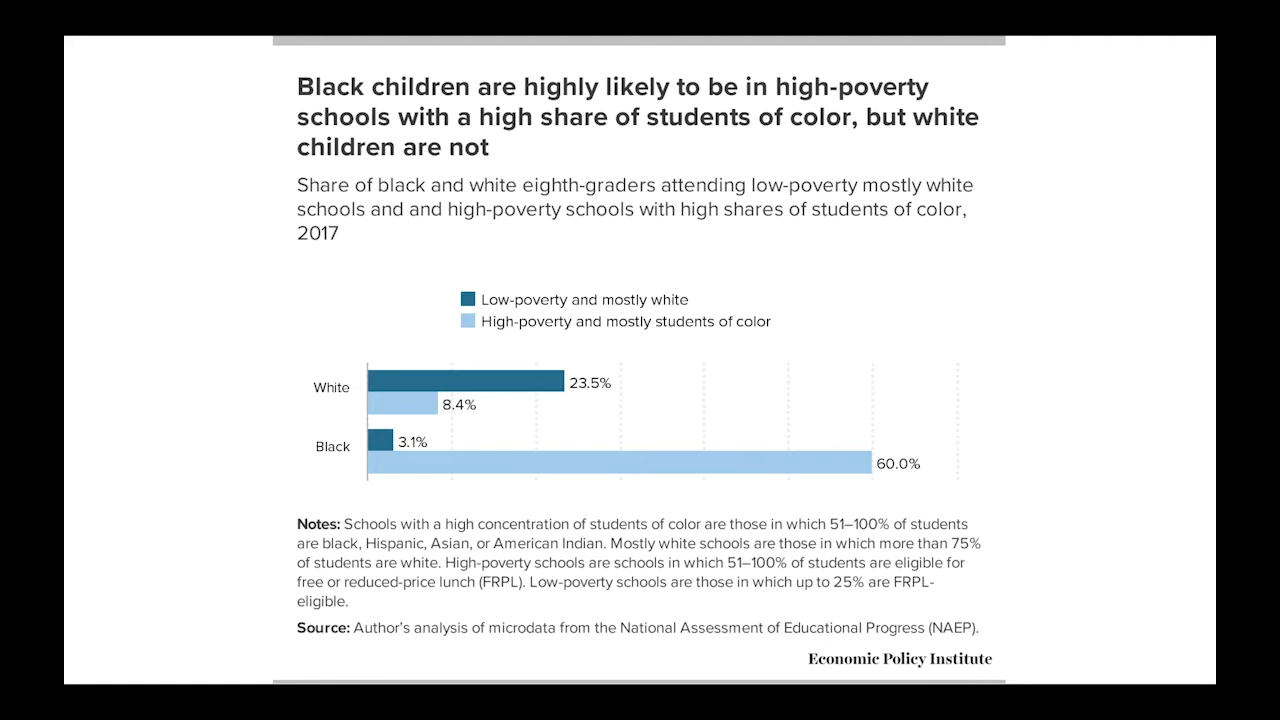 Black children are highly likely to be in high-poverty
schools with a high share of students of color, but white
children are not
Share of black and white eighth-graders attending low-poverty mostly white
schools and and high-poverty schools with high shares of students of color,
2017
Low-poverty and mostly white
High-poverty and mostly students of color
White
23.5%
8.4%
Black
3.1%
60.0%
Notes: Schools with a high concentration of students of color are those in which 51–100% of students
are black, Hispanic, Asian, or American Indian. Mostly white schools are those in which more than 75%
of students are white. High-poverty schools are schools in which 51–100% of students are eligible for
free or reduced-price lunch (FRPL). Low-poverty schools are those in which up to 25% are FRPL-
eligible.
Source: Author’s analysis of microdata from the National Assessment of Educational Progress (NAEP).
Economic Policy Institute